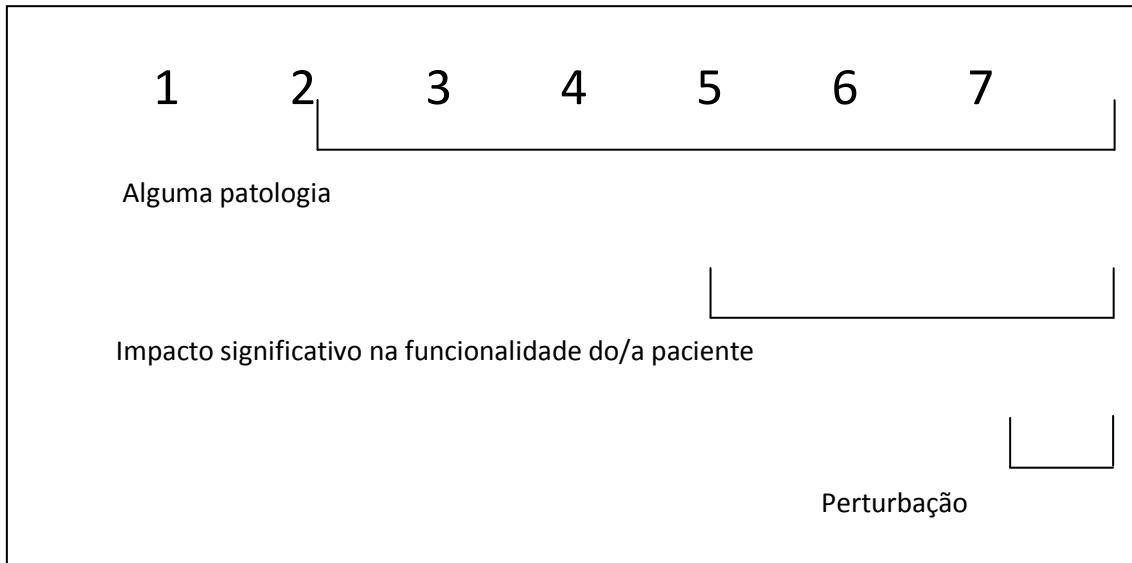 1 2 3 4 5 6 7
Alguma patologia
Impacto significativo na funcionalidade do/a paciente
Perturbação